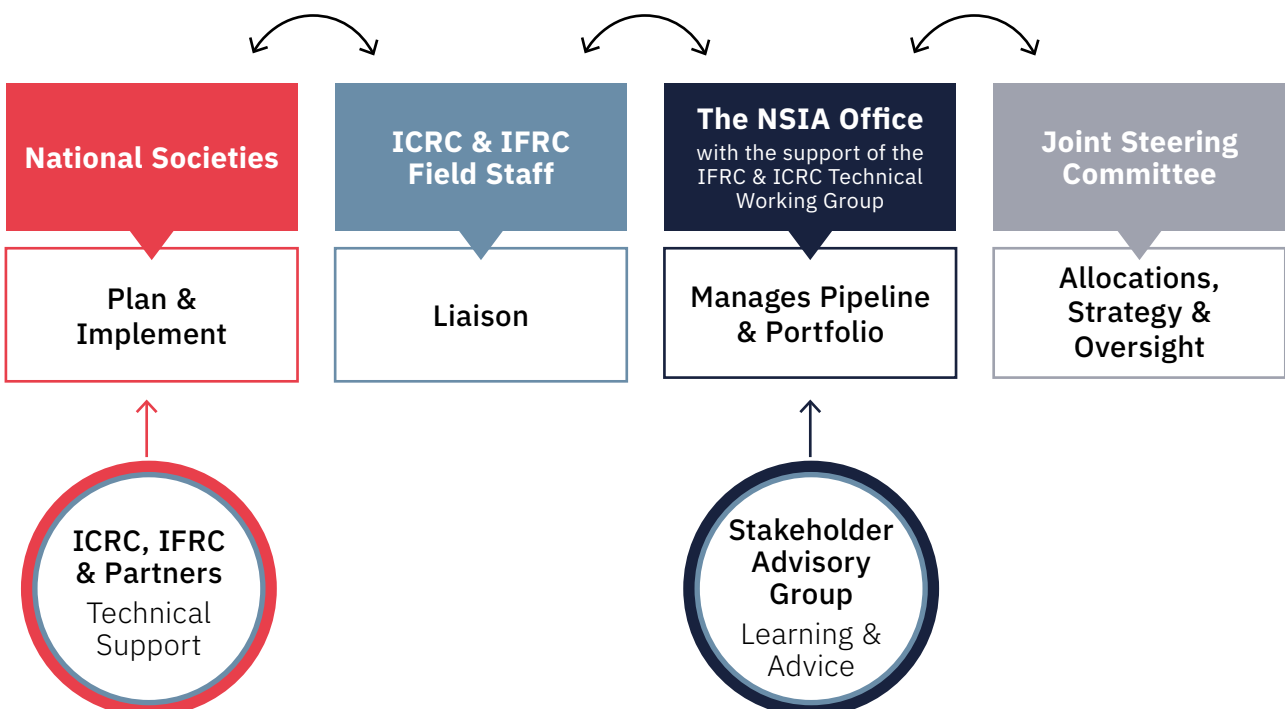 National Societies
ICRC & IFRC
Field Staff
The NSIA Office
with the support of the
IFRC & ICRC Technical
Working Group
Joint Steering
Committee
Plan &
Implement
Liaison
Manages Pipeline
& Portfolio
Allocations,
Strategy &
Oversight
ICRC, IFRC
& Partners
Technical
Support
Stakeholder
Advisory
Group
Learning &
Advice